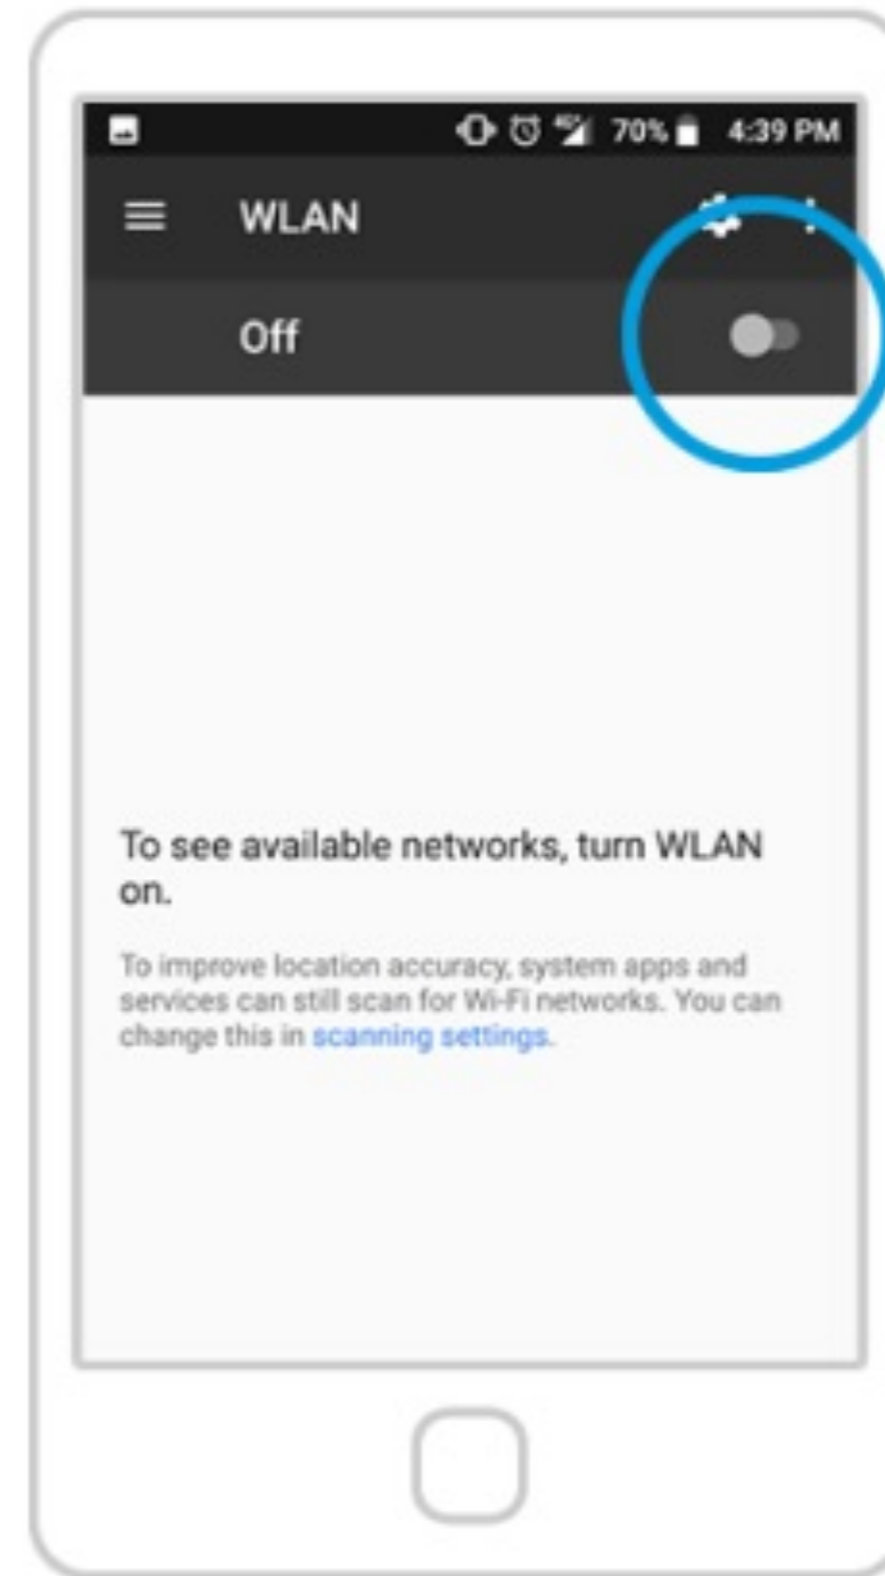 70% 4:39 PM
WLAN
Off
To see available networks, turn WLAN
on.
To improve location accuracy, system apps and
services can still scan for Wi-Fi networks. You can
change this in scanning settings.